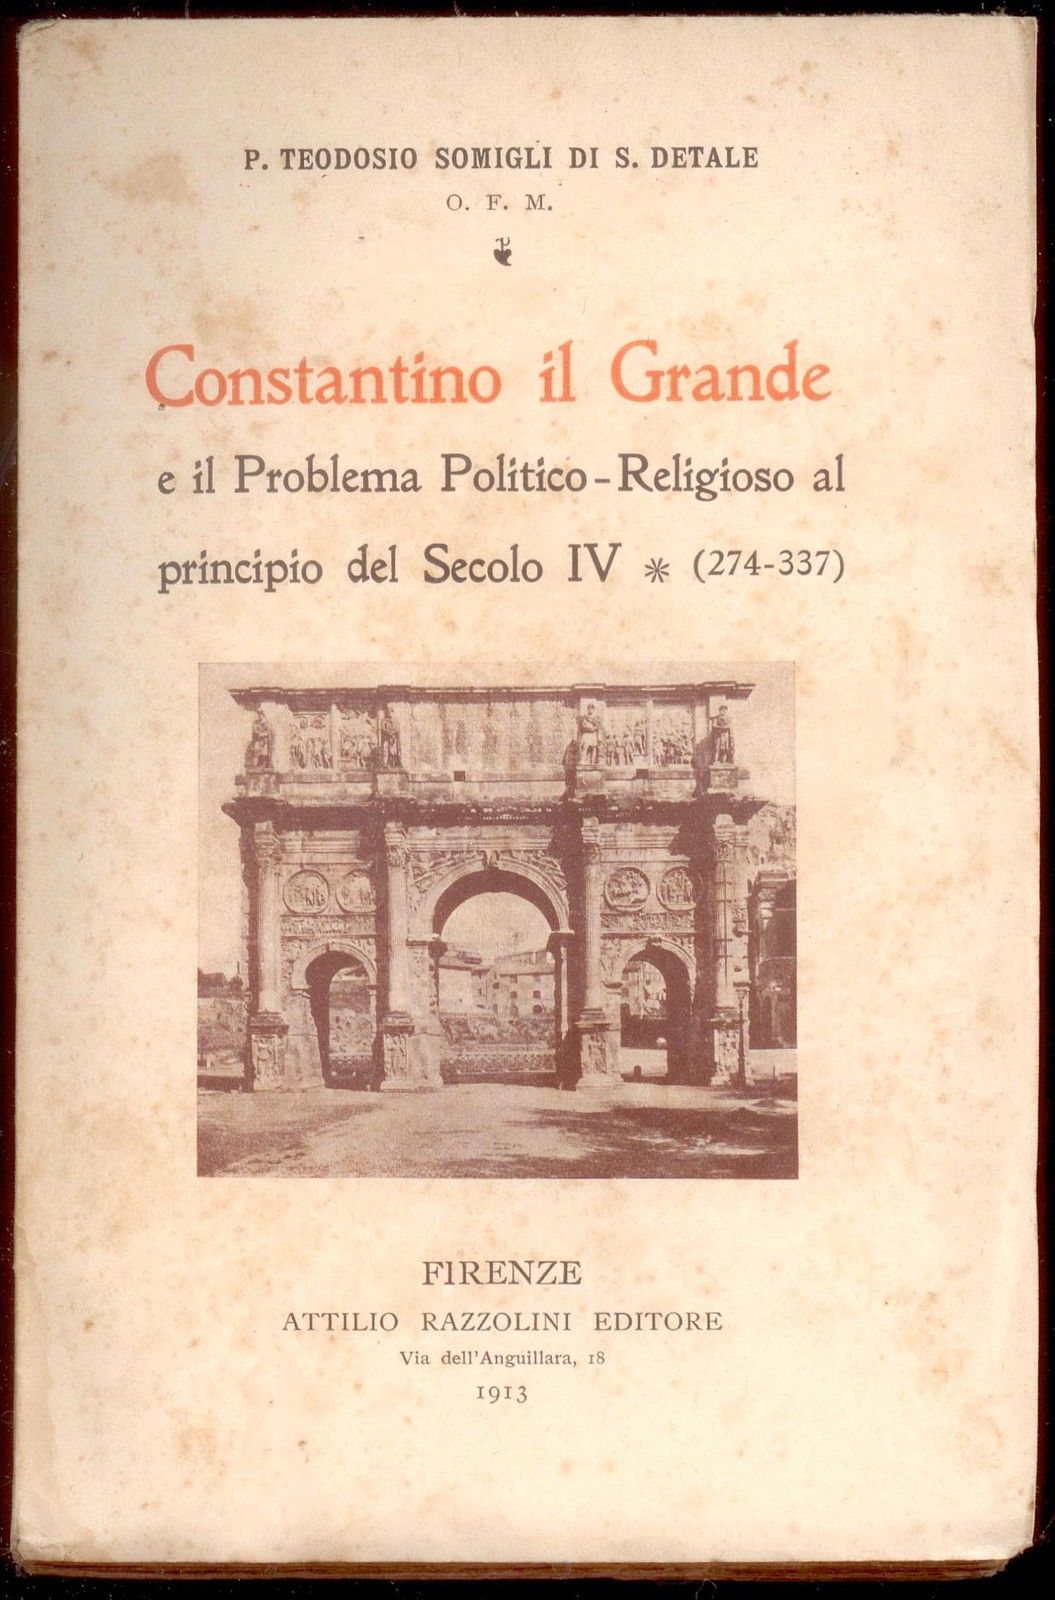 P. TEODOSIO SOMIGLI DI S. DETALE
O. F. M.
Constantino il Grande
e il Problema Politico-Religioso al
principio del Secolo IV * (274-337)
FIRENZE
ATTILIO RAZZOLINI EDITORE
Via dell'Anguillara, 18
1913